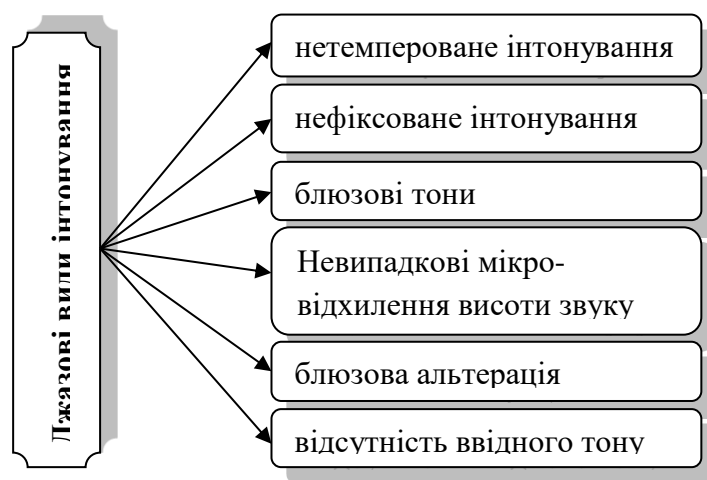 Джазові види інтонування
нетемпероване інтонування
нефіксоване інтонування
блюзові тони
Невипадкові мікро-
відхилення висоти звуку
блюзова альтерація
відсутність ввідного тону